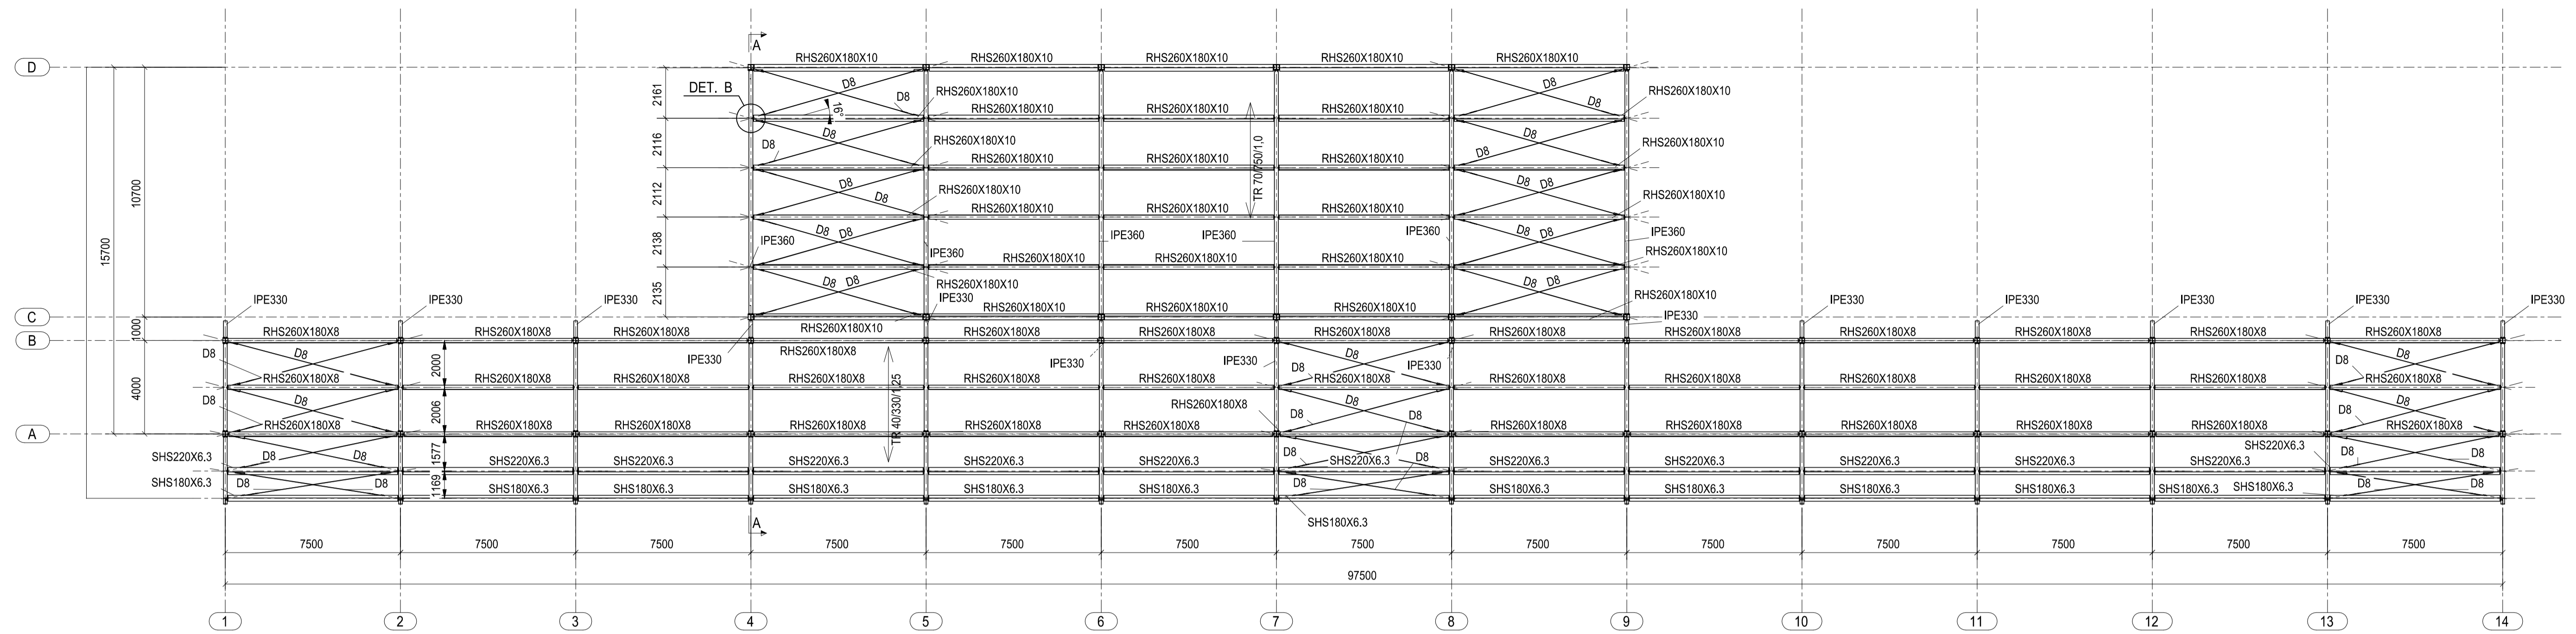 A
RHS260X180X10 RHS260X180X10 RHS260X180X10 RHS260X180X10 RHS260X180X10
D
D8 D8
DET. B 2161 D8 16° RHS260X180X10 RHS260X180X10
D8
RHS260X180X10 RHS260X180X10 RHS260X180X10
2116 D8 D8
D8 RHS260X180X10 RHS260X180X10
D8
RHS260X180X10 RHS260X180X10 RHS260X180X10
TR 70/750/1,0
10700 2112 D8 D8 RHS260X180X10 D8 D8 RHS260X180X10
RHS260X180X10 RHS260X180X10 RHS260X180X10
15700 2138 D8 D8 D8 D8
IPE360 IPE360 IPE360 IPE360 IPE360 IPE360
RHS260X180X10 RHS260X180X10 RHS260X180X10 RHS260X180X10
2135 D8 D8 RHS260X180X10 D8 D8
IPE330 IPE330 IPE330 IPE330 RHS260X180X10 IPE330 IPE330 IPE330 IPE330 IPE330
RHS260X180X10 RHS260X180X10 RHS260X180X10
C
IPE330
1000
RHS260X180X8 RHS260X180X8 RHS260X180X8 RHS260X180X10 RHS260X180X8 RHS260X180X8 RHS260X180X8 RHS260X180X8 RHS260X180X8 RHS260X180X8 RHS260X180X8 RHS260X180X8 RHS260X180X8
B
D8 D8 IPE330 RHS260X180X8 IPE330 IPE330 D8 IPE330 D8 D8
2000
D8
RHS260X180X8 RHS260X180X8 RHS260X180X8 RHS260X180X8 RHS260X180X8 RHS260X180X8 RHS260X180X8 RHS260X180X8 RHS260X180X8 RHS260X180X8 RHS260X180X8 RHS260X180X8 RHS260X180X8
TR 40/330/1,25
4000 D8 D8 2006 RHS260X180X8 D8 D8 D8 D8 D8
RHS260X180X8 RHS260X180X8 RHS260X180X8 RHS260X180X8 RHS260X180X8 RHS260X180X8 RHS260X180X8 RHS260X180X8 RHS260X180X8 RHS260X180X8 RHS260X180X8 RHS260X180X8
A
SHS220X6.3 D8 D8 1577 SHS220X6.3 SHS220X6.3 SHS220X6.3 SHS220X6.3 SHS220X6.3 D8 SHS220X6.3 SHS220X6.3 SHS220X6.3 SHS220X6.3 SHS220X6.3 SHS220X6.3 SHS220X6.3 D8 D8
SHS180X6.3 D8 D8 1169 SHS180X6.3 SHS180X6.3 SHS180X6.3 SHS180X6.3 SHS180X6.3 D8 D8 SHS180X6.3 SHS180X6.3 SHS180X6.3 SHS180X6.3 SHS180X6.3 SHS180X6.3 D8 D8
A
SHS180X6.3
7500 7500 7500 7500 7500 7500 7500 7500 7500 7500 7500 7500 7500
97500
1 2 3 4 5 6 7 8 9 10 11 12 13 14